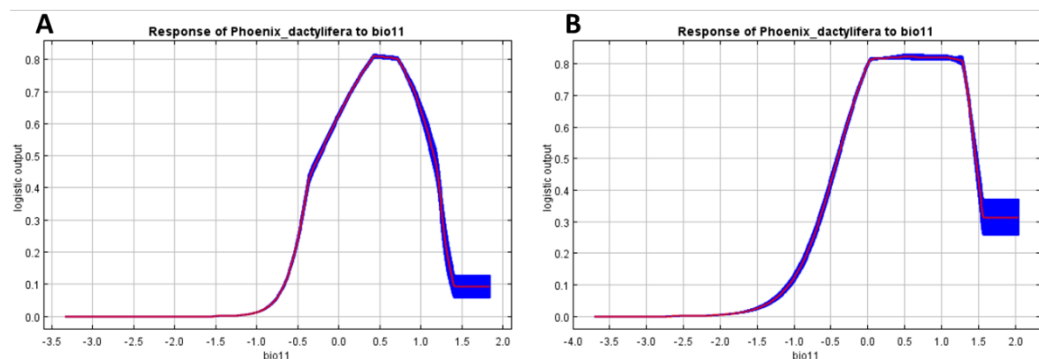 A
Response of Phoenix_dactylifera to bio11
logistic output
0.8
0.7
0.6
0.5
0.4
0.3
0.2
0.1
0.0
-3.5 -3.0 -2.5 -2.0 -1.5 -1.0 -0.5 0.0 0.5 1.0 1.5 2.0
bio11
B
Response of Phoenix_dactylifera to bio11
logistic output
0.8
0.7
0.6
0.5
0.4
0.3
0.2
0.1
0.0
-4.0 -3.5 -3.0 -2.5 -2.0 -1.5 -1.0 -0.5 0.0 0.5 1.0 1.5 2.0
bio11